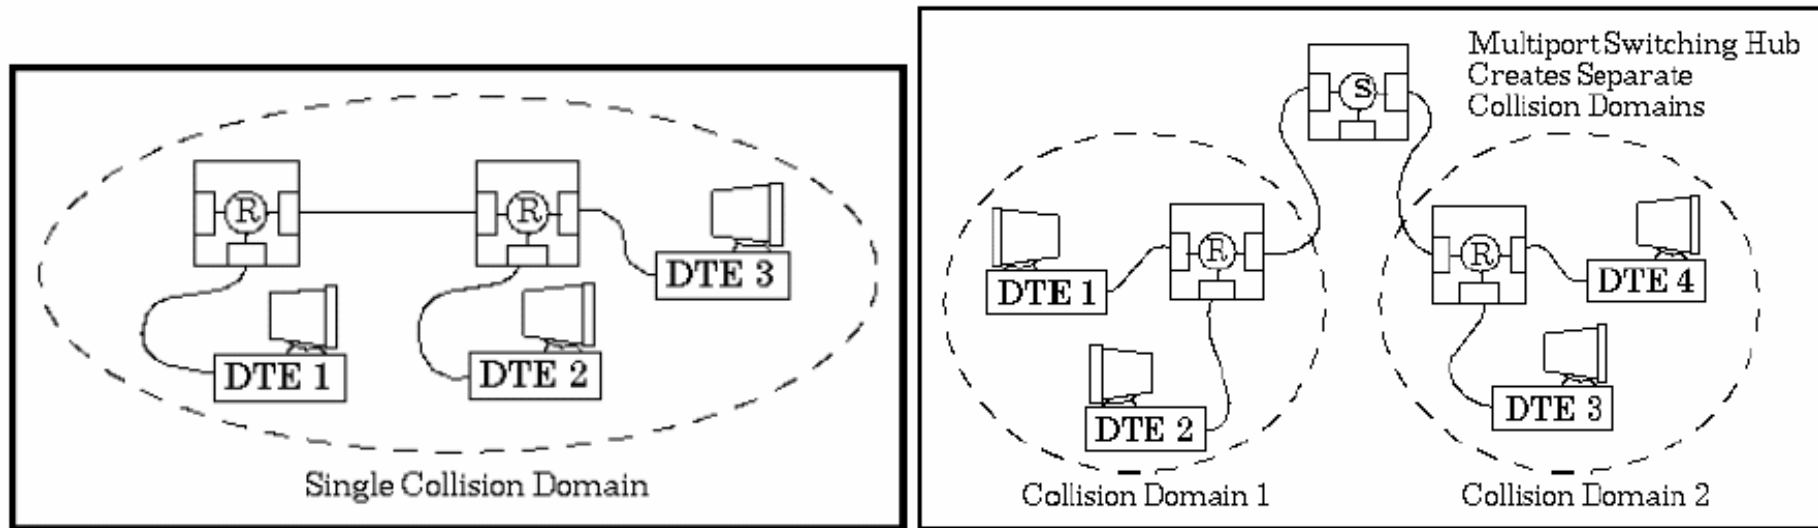 R
R
DTE 3
DTE 1
DTE 2
Single Collision Domain
Multiport Switching Hub
Creates Separate
Collision Domains
S
R
R
DTE 1
DTE 4
DTE 2
DTE 3
Collision Domain 1
Collision Domain 2